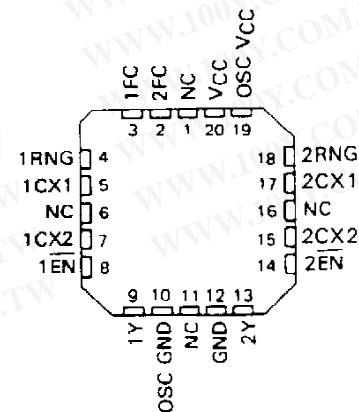 1FC 2FC NC VCC OSC VCC
3 2 1 20 19
1RNG 4 18 2RNG
1CX1 5 17 2CX1
NC 6 16 NC
1CX2 7 15 2CX2
1E̅N̅ 8 14 2E̅N̅
9 10 11 12 13
1Y OSC GND NC GND 2Y